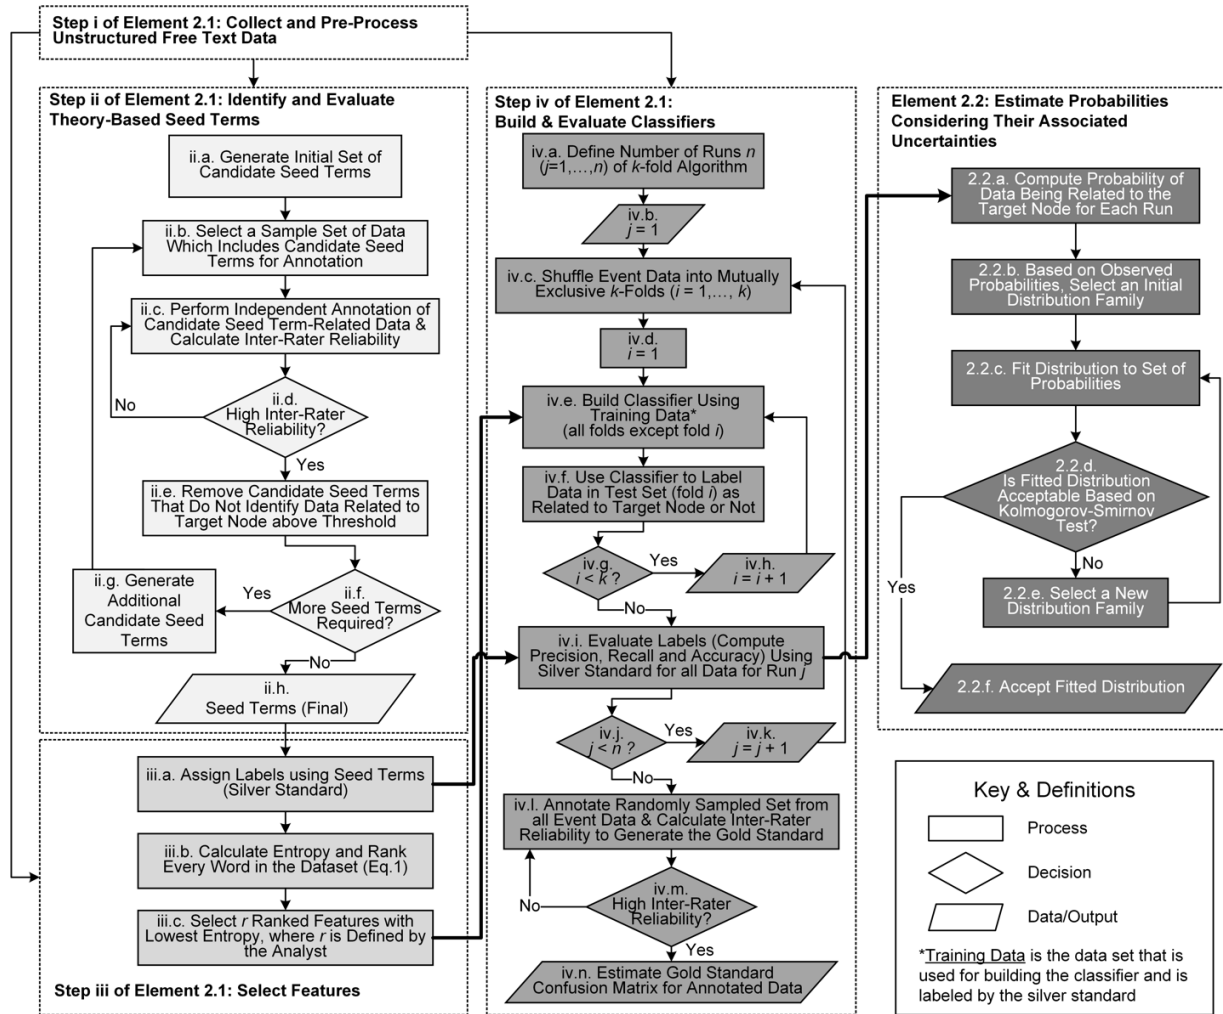 Step i of Element 2.1: Collect and Pre-Process
Unstructured Free Text Data
Step ii of Element 2.1: Identify and Evaluate
Theory-Based Seed Terms
ii.a. Generate Initial Set of
Candidate Seed Terms
ii.b. Select a Sample Set of Data
Which Includes Candidate Seed
Terms for Annotation
ii.c. Perform Independent Annotation
of Candidate Seed Term-Related Data &
Calculate Inter-Rater Reliability
ii.d.
High Inter-Rater
Reliability?
No
Yes
ii.e. Remove Candidate Seed Terms
That Do Not Identify Data Related to
Target Node above Threshold
ii.f.
More Seed Terms
Required?
Yes
ii.g. Generate
Additional
Candidate Seed
Terms
No
ii.h.
Seed Terms (Final)
iii.a. Assign Labels using Seed Terms
(Silver Standard)
iii.b. Calculate Entropy and Rank
Every Word in the Dataset (Eq.1)
iii.c. Select r Ranked Features with
Lowest Entropy, where r is Defined by
the Analyst
Step iii of Element 2.1: Select Features
Step iv of Element 2.1:
Build & Evaluate Classifiers
iv.a. Define Number of Runs n
(j=1,...,n) of k-fold Algorithm
iv.b.
j = 1
iv.c. Shuffle Event Data into Mutually
Exclusive k-Folds (i = 1,..., k)
iv.d.
i = 1
iv.e. Build Classifier Using
Training Data*
(all folds except fold i)
iv.f. Use Classifier to Label
Data in Test Set (fold i) as
Related to Target Node or Not
iv.g.
i < k ?
Yes
iv.h.
i = i + 1
No
iv.i. Evaluate Labels (Compute
Precision, Recall and Accuracy) Using
Silver Standard for all Data for Run j
iv.j.
j < n ?
Yes
iv.k.
j = j + 1
No
iv.l. Annotate Randomly Sampled Set from
all Event Data & Calculate Inter-Rater
Reliability to Generate the Gold Standard
iv.m.
High Inter-Rater
Reliability?
No
Yes
iv.n. Estimate Gold Standard
Confusion Matrix for Annotated Data
Element 2.2: Estimate Probabilities
Considering Their Associated
Uncertainties
2.2.a. Compute Probability of
Data Being Related to the
Target Node for Each Run
2.2.b. Based on Observed
Probabilities, Select an Initial
Distribution Family
2.2.c. Fit Distribution to Set of
Probabilities
2.2.d.
Is Fitted Distribution
Acceptable Based on
Kolmogorov-Smirnov
Test?
No
Yes
2.2.e. Select a New
Distribution Family
2.2.f. Accept Fitted Distribution
Key & Definitions
Process
Decision
Data/Output
*Training Data is the data set that is
used for building the classifier and is
labeled by the silver standard